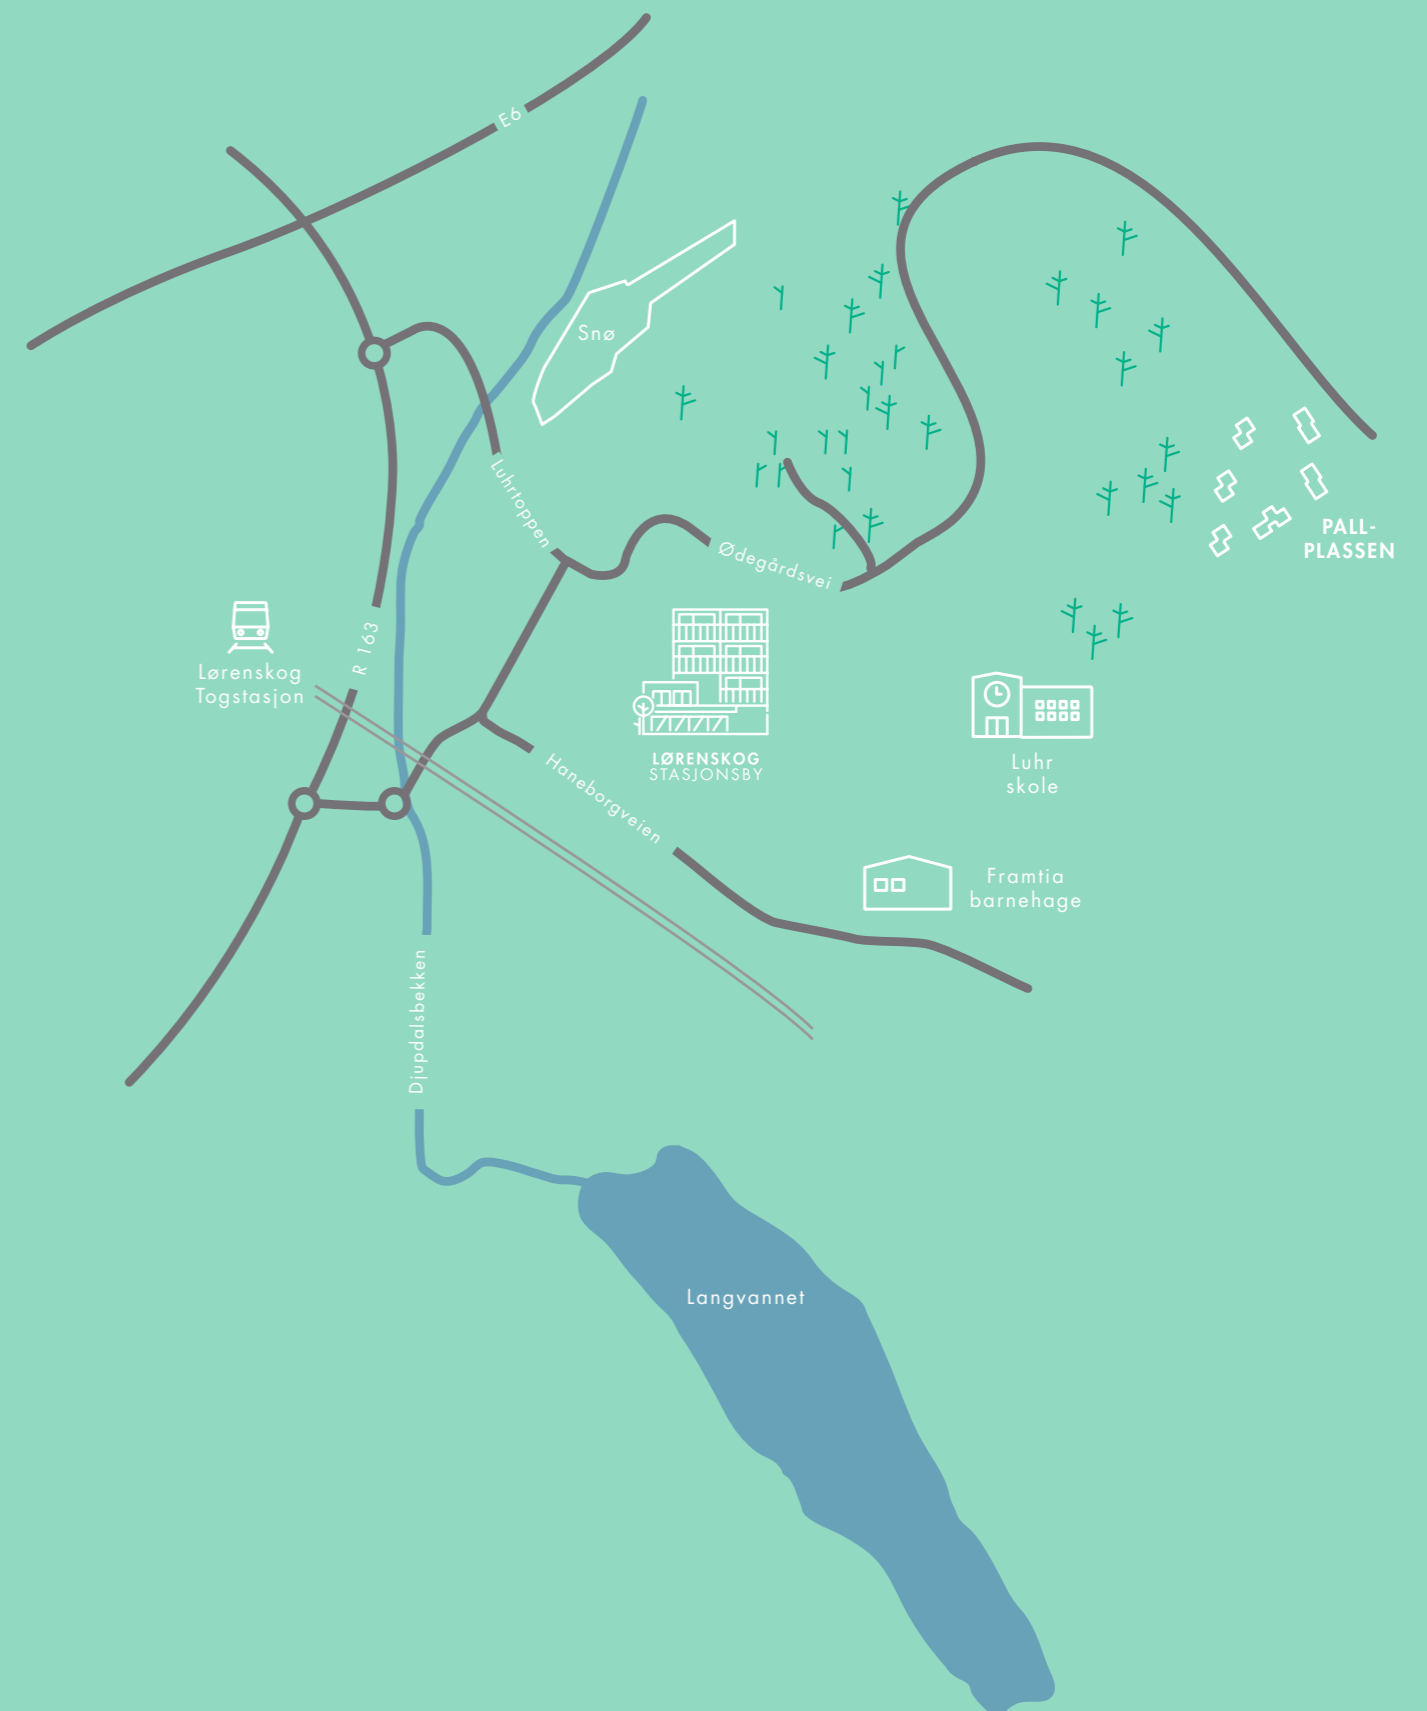 E6
Snø
Luhrtoppen
PALL-
PLASSEN
Ødegårdsvei
R 163
Lørenskog
Togstasjon
LØRENSKOG
STASJONSBY
Luhr
skole
Haneborgveien
Framtia
barnehage
Djupdalsbekken
Langvannet